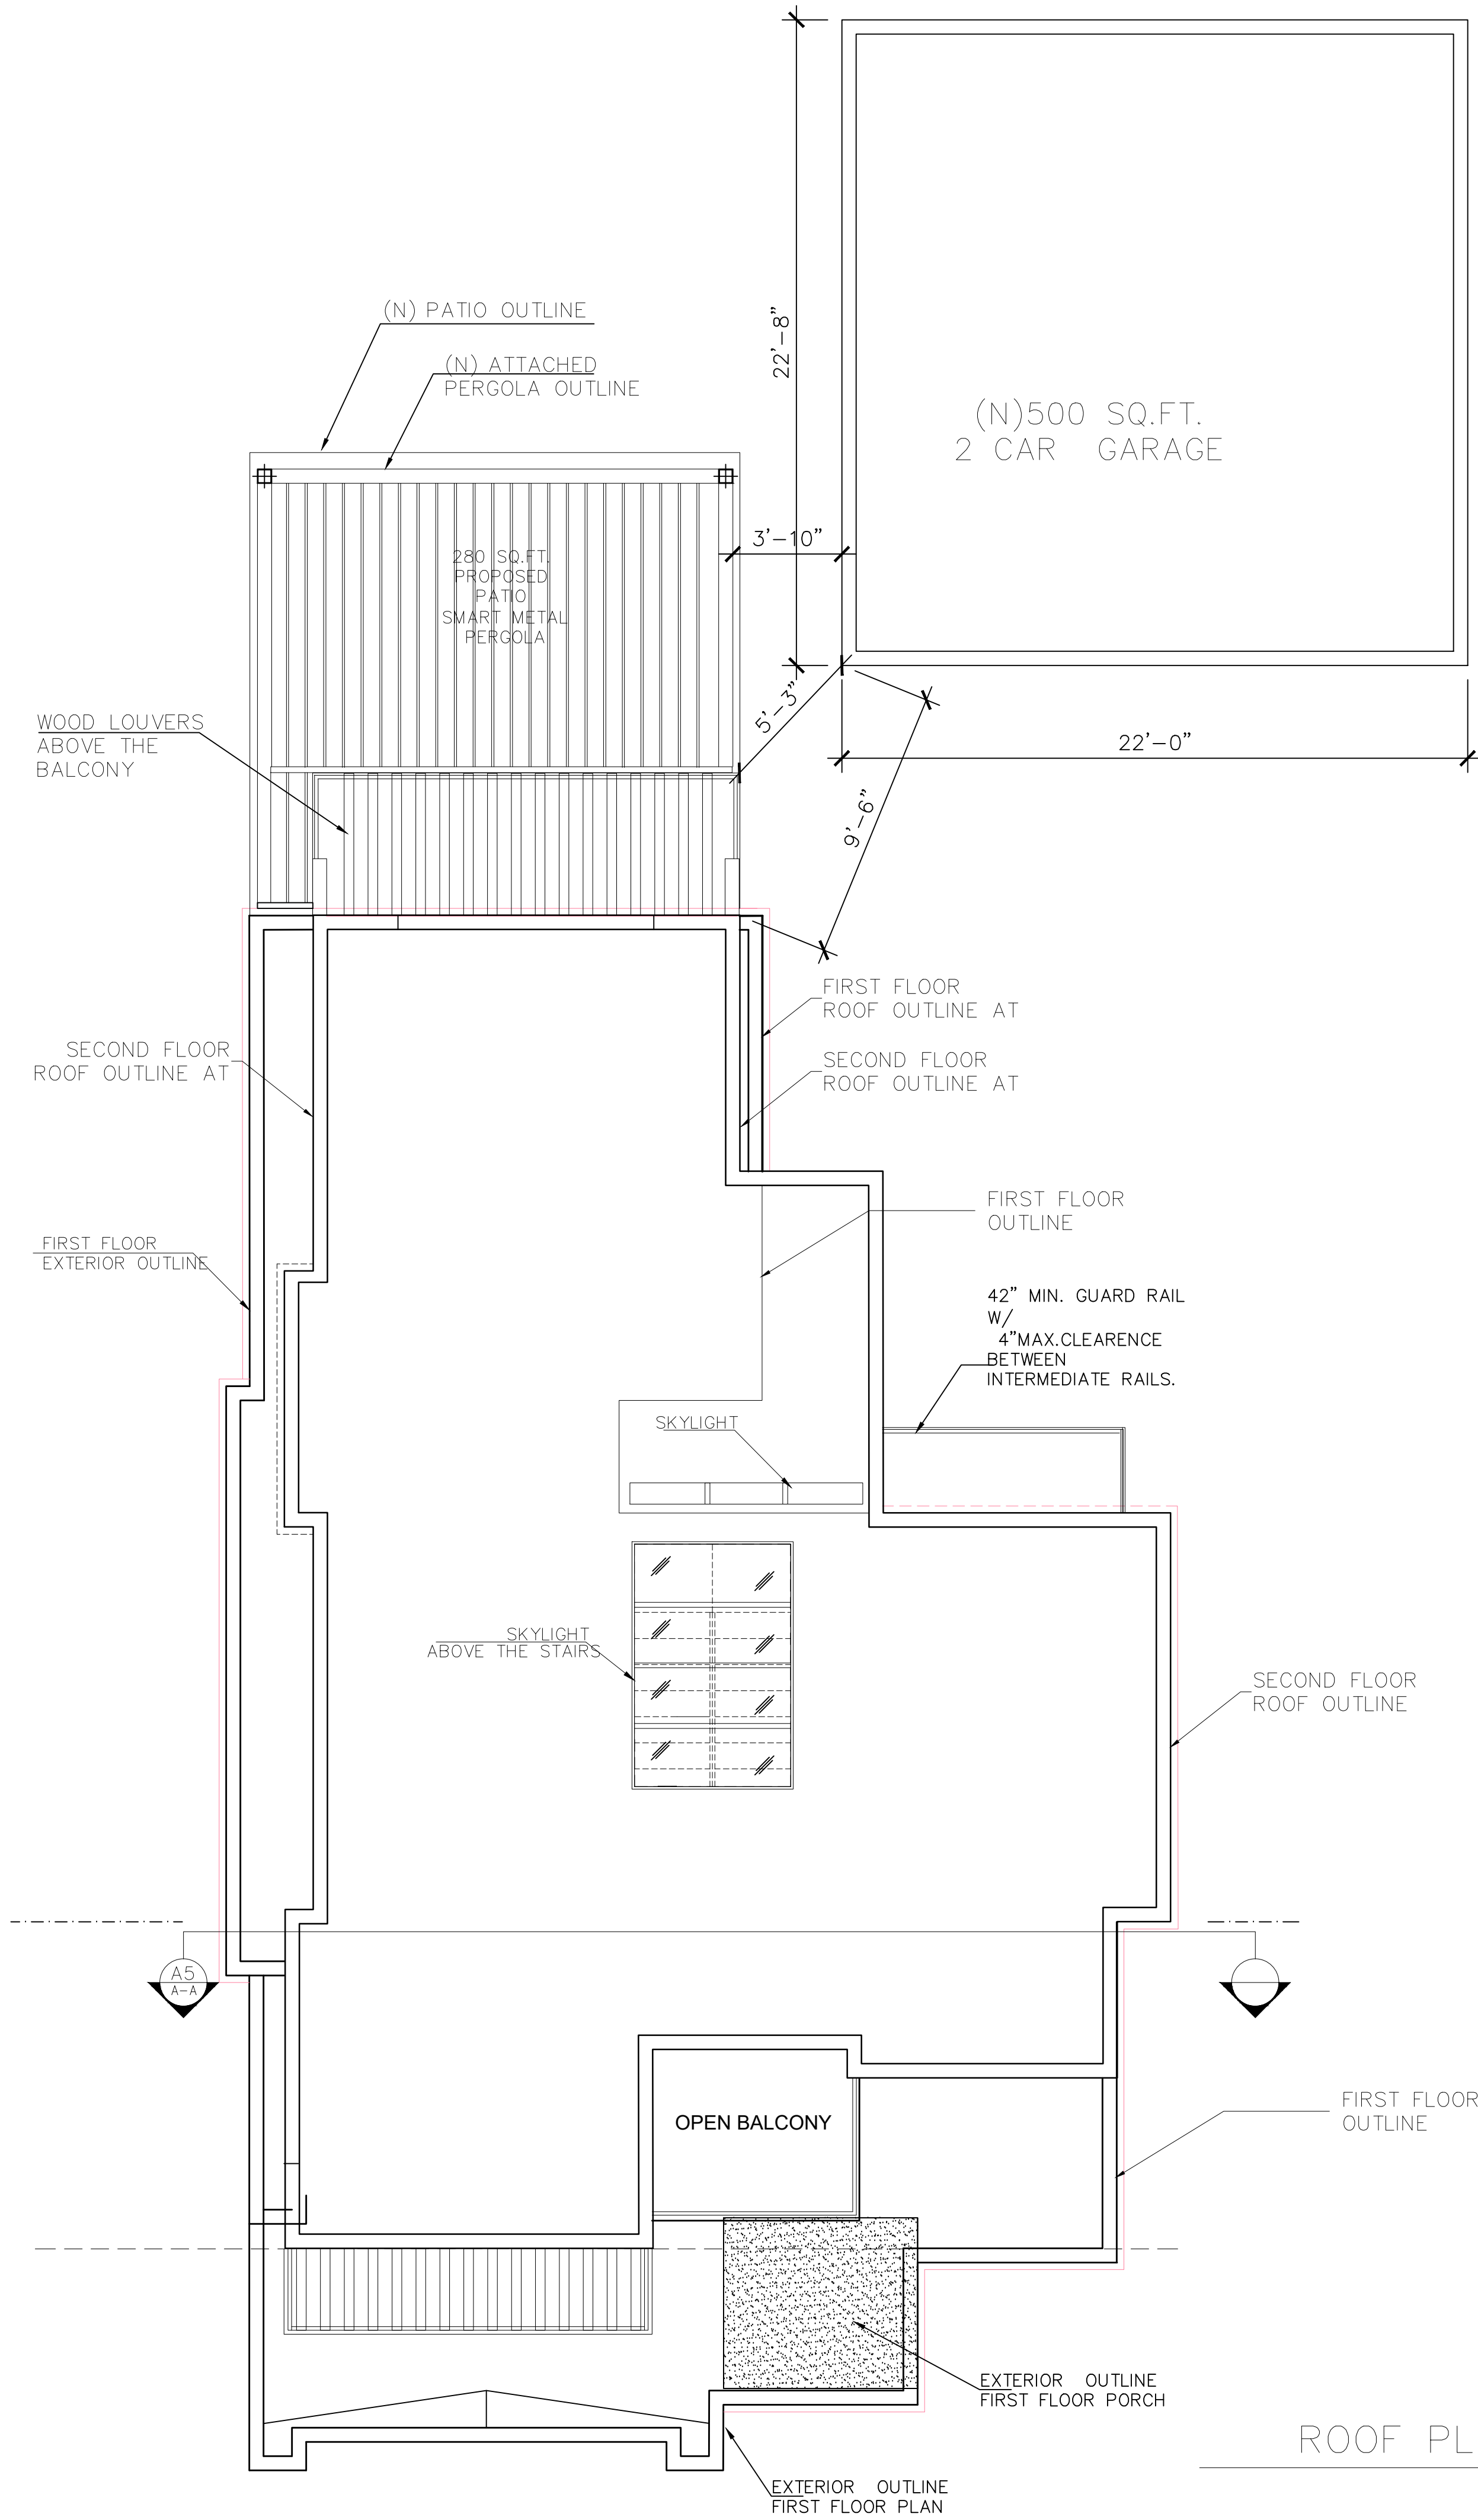 (N) PATIO OUTLINE
(N) ATTACHED
PERGOLA OUTLINE
22'-8"
(N)500 SQ.FT.
2 CAR GARAGE
3'-10"
280 SQ.FT.
PROPOSED
PATIO
SMART METAL
PERGOLA
5'-3"
WOOD LOUVERS
ABOVE THE
BALCONY
22'-0"
9'-6"
FIRST FLOOR
ROOF OUTLINE AT
SECOND FLOOR
ROOF OUTLINE AT
SECOND FLOOR
ROOF OUTLINE AT
FIRST FLOOR
OUTLINE
FIRST FLOOR
EXTERIOR OUTLINE
42" MIN. GUARD RAIL
W/
4"MAX.CLEARENCE
BETWEEN
INTERMEDIATE RAILS.
SKYLIGHT
SKYLIGHT
ABOVE THE STAIRS
SECOND FLOOR
ROOF OUTLINE
A5
A-A
FIRST FLOOR
OUTLINE
OPEN BALCONY
EXTERIOR OUTLINE
FIRST FLOOR PORCH
ROOF PL
EXTERIOR OUTLINE
FIRST FLOOR PLAN